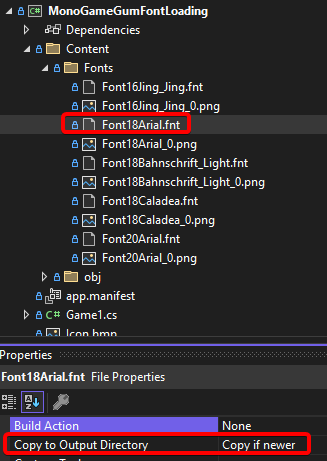 MonoGameGumFontLoading
Dependencies
Content
Fonts
Font16Jing_Jing.fnt
Font16Jing_Jing_0.png
Font18Arial.fnt
Font18Arial_0.png
Font18Bahnschrift_Light.fnt
Font18Bahnschrift_Light_0.png
Font18Caladea.fnt
Font18Caladea_0.png
Font20Arial.fnt
Font20Arial_0.png
obj
app.manifest
C# Game1.cs
Icon.bmp
Properties
Font18Arial.fnt File Properties
Build Action None
Copy to Output Directory Copy if newer